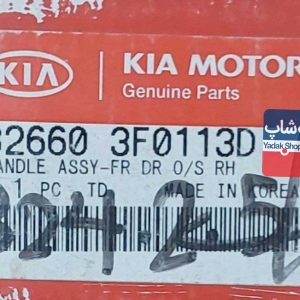 KIA
KIA MOTOR
Genuine Parts
82660 3F0113D
ANDLE ASSY-FR DR O/S RH
1 PC TD MADE IN KOREA
Yadak.Shop